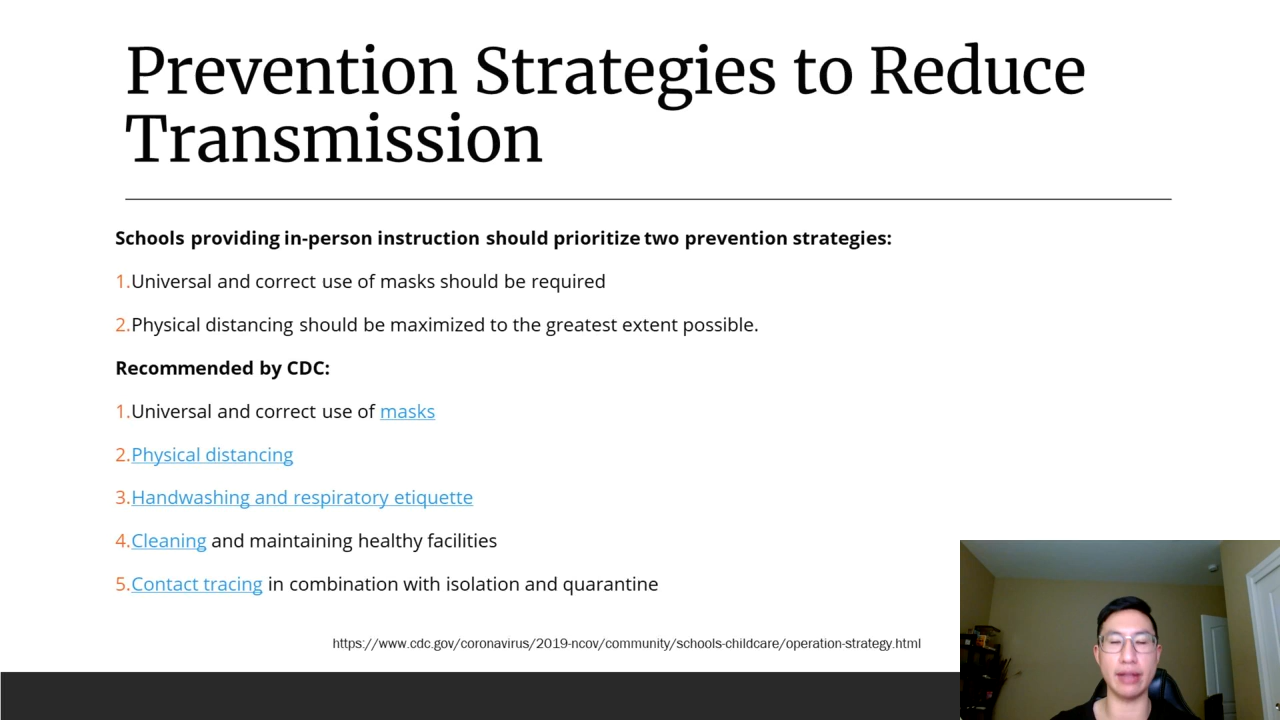 Prevention Strategies to Reduce
Transmission
Schools providing in-person instruction should prioritize two prevention strategies:
1.Universal and correct use of masks should be required
2.Physical distancing should be maximized to the greatest extent possible.
Recommended by CDC:
1.Universal and correct use of masks
2.Physical distancing
3.Handwashing and respiratory etiquette
4.Cleaning and maintaining healthy facilities
5.Contact tracing in combination with isolation and quarantine
https://www.cdc.gov/coronavirus/2019-ncov/community/schools-childcare/operation-strategy.html